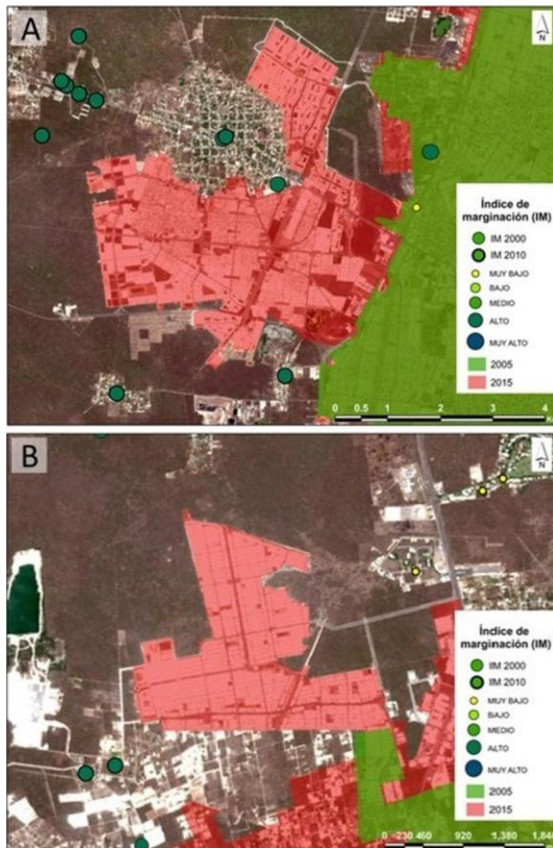 A
N
Índice de
marginación (IM)
IM 2000
IM 2010
MUY BAJO
BAJO
MEDIO
ALTO
MUY ALTO
2005
2015
0 0.5 1 2 3 4
B
N
Índice de
marginación (IM)
IM 2000
IM 2010
MUY BAJO
BAJO
MEDIO
ALTO
MUY ALTO
2005
2015
0 230 460 920 1,380 1,840